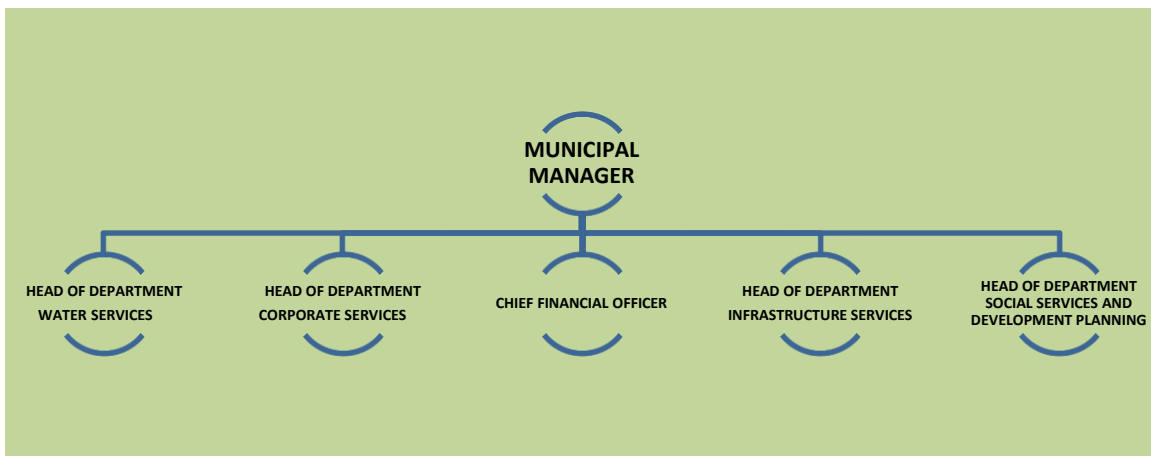 MUNICIPAL
MANAGER
HEAD OF DEPARTMENT
WATER SERVICES
HEAD OF DEPARTMENT
CORPORATE SERVICES
CHIEF FINANCIAL OFFICER
HEAD OF DEPARTMENT
INFRASTRUCTURE SERVICES
HEAD OF DEPARTMENT
SOCIAL SERVICES AND
DEVELOPMENT PLANNING